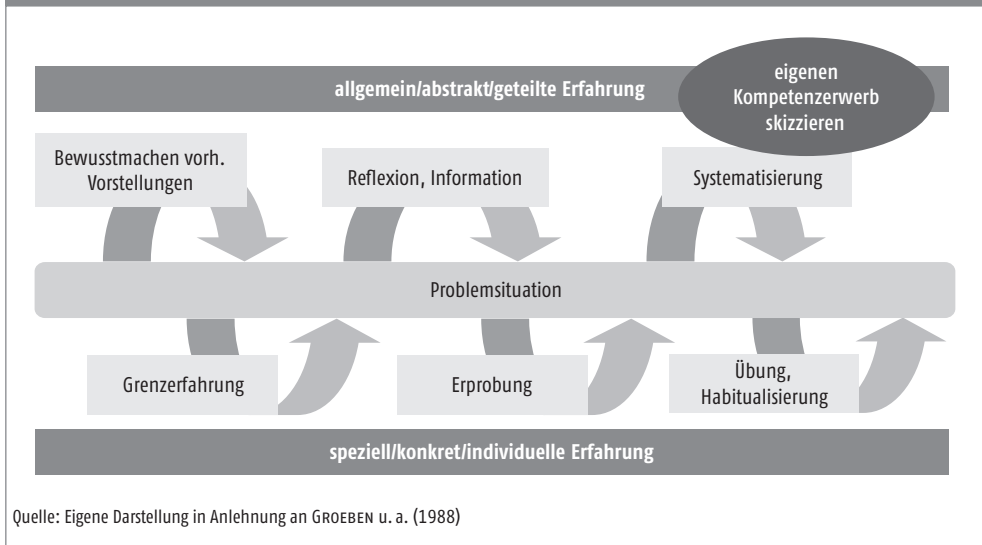 allgemein/abstrakt/geteilte Erfahrung
eigenen
Kompetenzerwerb
skizzieren
Bewusstmachen vorh.
Vorstellungen
Reflexion, Information
Systematisierung
Problemsituation
Grenzerfahrung
Erprobung
Übung,
Habitualisierung
speziell/konkret/individuelle Erfahrung
Quelle: Eigene Darstellung in Anlehnung an GROEBEN u. a. (1988)